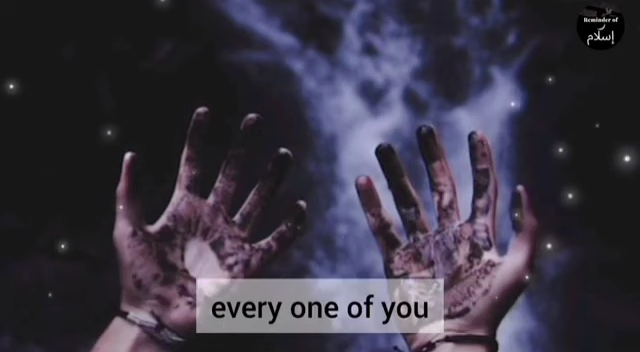 Reminder of
إسلام
every one of you